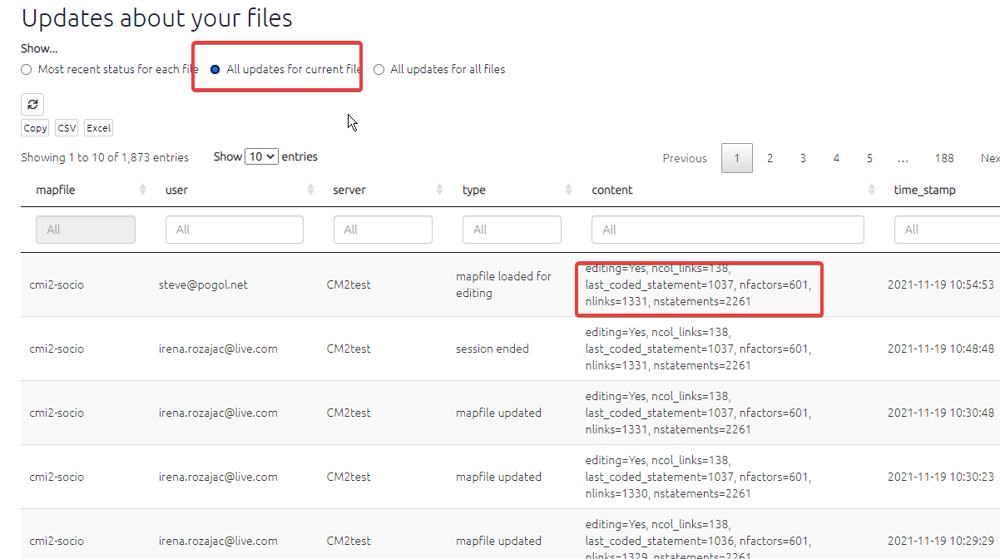 Updates about your files
Show...
Most recent status for each file All updates for current file All updates for all files
Copy CSV Excel
Showing 1 to 10 of 1,873 entries Show 10 entries Previous 1 2 3 4 5 ... 188
mapfile user server type content time_stamp
All All All All All All
cmi2-socio steve@pogol.net CM2test mapfile loaded for editing editing=Yes, ncol_links=138,
last_coded_statement=1037, nfactors=601,
nlinks=1331, nstatements=2261 2021-11-19 10:54:53
cmi2-socio irena.rozajac@live.com CM2test session ended editing=Yes, ncol_links=138,
last_coded_statement=1037, nfactors=601,
nlinks=1331, nstatements=2261 2021-11-19 10:48:48
cmi2-socio irena.rozajac@live.com CM2test mapfile updated editing=Yes, ncol_links=138,
last_coded_statement=1037, nfactors=601,
nlinks=1331, nstatements=2261 2021-11-19 10:30:48
cmi2-socio irena.rozajac@live.com CM2test mapfile updated editing=Yes, ncol_links=138,
last_coded_statement=1037, nfactors=601,
nlinks=1330, nstatements=2261 2021-11-19 10:30:23
cmi2-socio irena.rozajac@live.com CM2test mapfile updated editing=Yes, ncol_links=138,
last_coded_statement=1036, nfactors=601,
nlinks=1329, nstatements=2261 2021-11-19 10:29:29